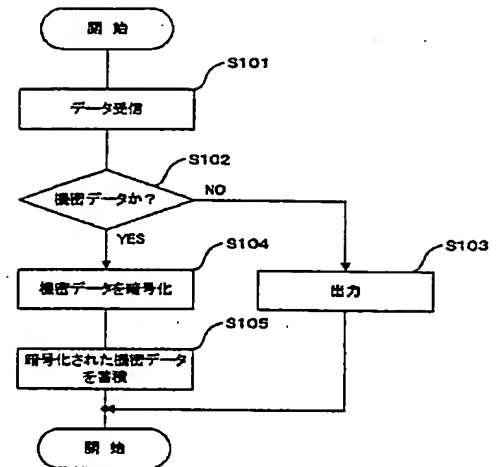 開 始
S101
データ受信
S102
機密データか?
NO
YES
S104
機密データを暗号化
S103
出力
S105
暗号化された機密データ
を蓄積
開 始